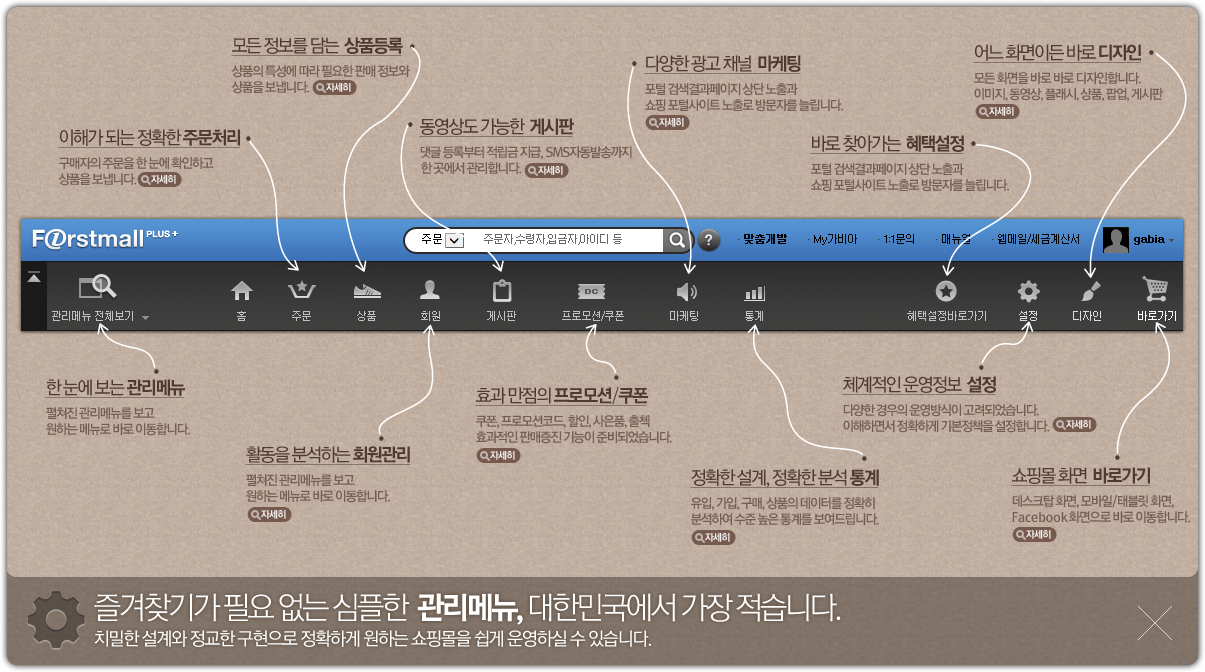 모든 정보를 담는 상품등록
상품의 특성에 따라 필요한 판매 정보와
상품을 보냅니다. 자세히
다양한 광고 채널 마케팅
포털 검색결과페이지 상단 노출과
쇼핑 포털사이트 노출로 방문자를 늘립니다.
자세히
어느 화면이든 바로 디자인
모든 화면을 바로 바로 디자인합니다.
이미지, 동영상, 플래시, 상품, 팝업, 게시판
자세히
이해가 되는 정확한 주문처리
구매자의 주문을 한 눈에 확인하고
상품을 보냅니다. 자세히
동영상도 가능한 게시판
댓글 등록부터 적립금 지급, SMS자동발송까지
한 곳에서 관리합니다. 자세히
바로 찾아가는 혜택설정
포털 검색결과페이지 상단 노출과
쇼핑 포털사이트 노출로 방문자를 늘립니다.
F@rstmall PLUS+ 주문 주문자,수령자,입금자,아이디 등 ? · 맞춤개발 · My가비아 · 1:1문의 · 매뉴얼 · 웹메일/세금계산서 gabia
DC
관리메뉴 전체보기 홈 주문 상품 회원 게시판 프로모션/쿠폰 마케팅 통계 혜택설정바로가기 설정 디자인 바로가기
한 눈에 보는 관리메뉴
펼쳐진 관리메뉴를 보고
원하는 메뉴로 바로 이동합니다.
활동을 분석하는 회원관리
펼쳐진 관리메뉴를 보고
원하는 메뉴로 바로 이동합니다.
자세히
효과 만점의 프로모션/쿠폰
쿠폰, 프로모션코드, 할인, 사은품, 출첵
효과적인 판매증진 기능이 준비되었습니다.
자세히
정확한 설계, 정확한 분석 통계
유입, 가입, 구매, 상품의 데이터를 정확히
분석하여 수준 높은 통계를 보여드립니다.
자세히
체계적인 운영정보 설정
다양한 경우의 운영방식이 고려되었습니다.
이해하면서 정확하게 기본정책을 설정합니다. 자세히
쇼핑몰 화면 바로가기
데스크탑 화면, 모바일/태블릿 화면,
Facebook 화면으로 바로 이동합니다.
자세히
즐겨찾기가 필요 없는 심플한 관리메뉴, 대한민국에서 가장 적습니다.
치밀한 설계와 정교한 구현으로 정확하게 원하는 쇼핑몰을 쉽게 운영하실 수 있습니다.